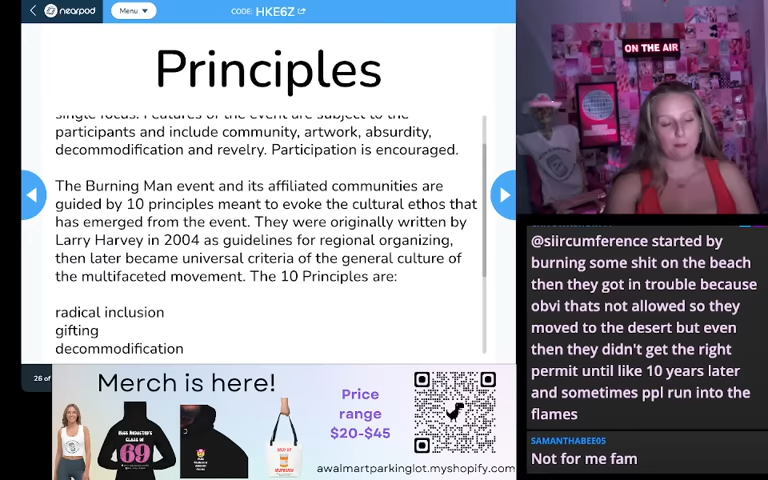 nearpod
Menu
CODE: HKE6Z
Principles
single focus. Features of the event are subject to the
participants and include community, artwork, absurdity,
decommodification and revelry. Participation is encouraged.
The Burning Man event and its affiliated communities are
guided by 10 principles meant to evoke the cultural ethos that
has emerged from the event. They were originally written by
Larry Harvey in 2004 as guidelines for regional organizing,
then later became universal criteria of the general culture of
the multifaceted movement. The 10 Principles are:
radical inclusion
gifting
decommodification
26 of
Merch is here!
Price
range
$20-$45
awalmartparkinglot.myshopify.com
CLASS OF
69
ON THE AIR
@siircumference started by
burning some shit on the beach
then they got in trouble because
obvi thats not allowed so they
moved to the desert but even
then they didn't get the right
permit until like 10 years later
and sometimes ppl run into the
flames
SAMANTHABEE05
Not for me fam